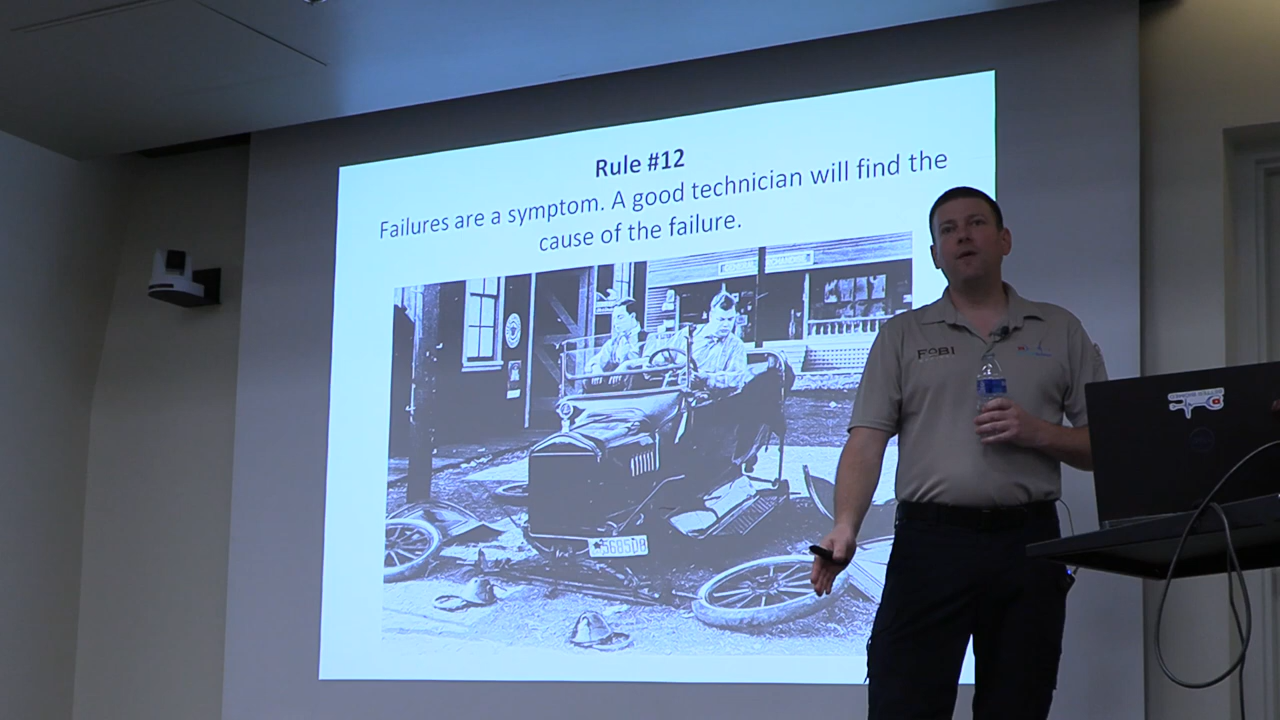 Rule #12
Failures are a symptom. A good technician will find the
cause of the failure.
FOBI